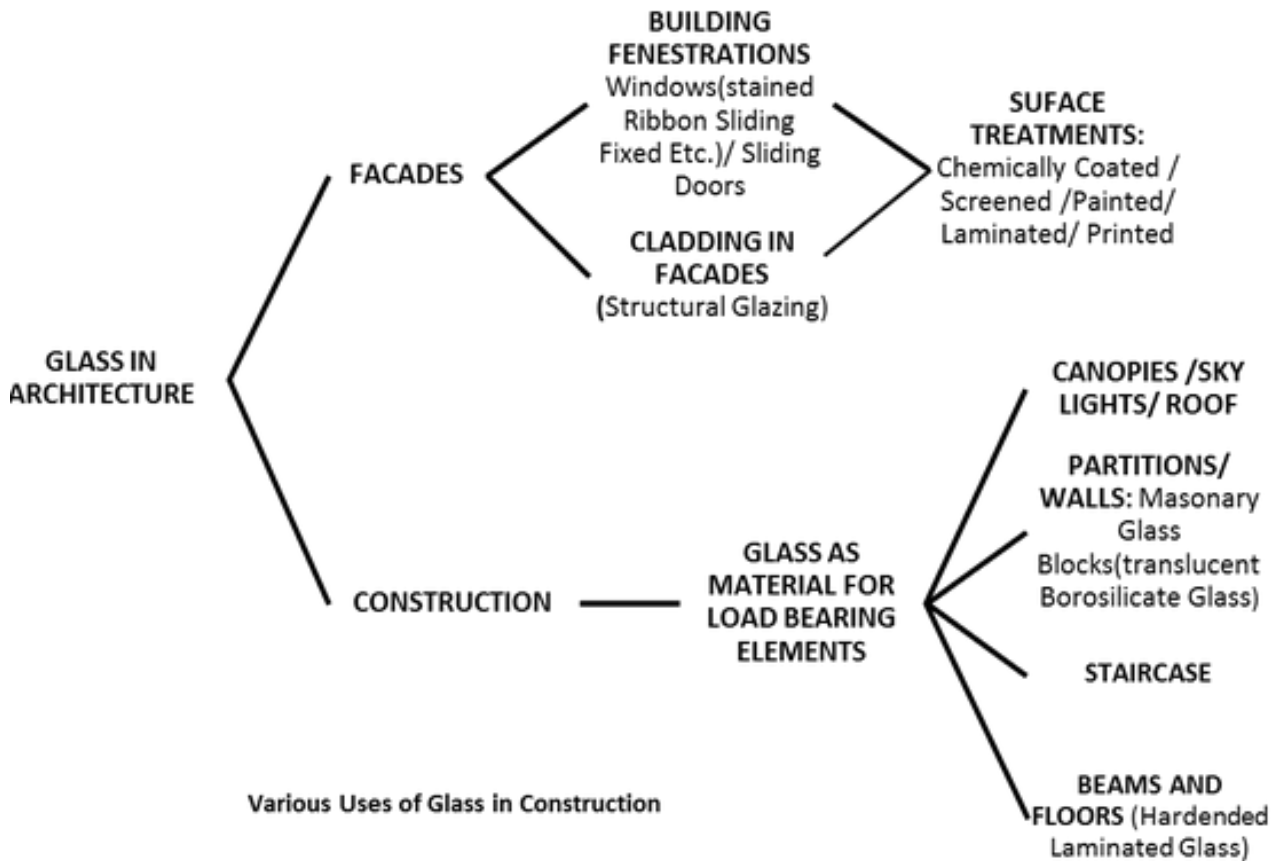 BUILDING
FENESTRATIONS
Windows(stained
Ribbon Sliding
Fixed Etc.)/ Sliding
Doors
SUFACE
TREATMENTS:
Chemically Coated /
Screened /Painted/
Laminated/ Printed
FACADES
CLADDING IN
FACADES
(Structural Glazing)
GLASS IN
ARCHITECTURE
CANOPIES /SKY
LIGHTS/ ROOF
PARTITIONS/
WALLS: Masonary
Glass
Blocks(translucent
Borosilicate Glass)
GLASS AS
MATERIAL FOR
LOAD BEARING
ELEMENTS
CONSTRUCTION
STAIRCASE
BEAMS AND
FLOORS (Hardended
Laminated Glass)
Various Uses of Glass in Construction